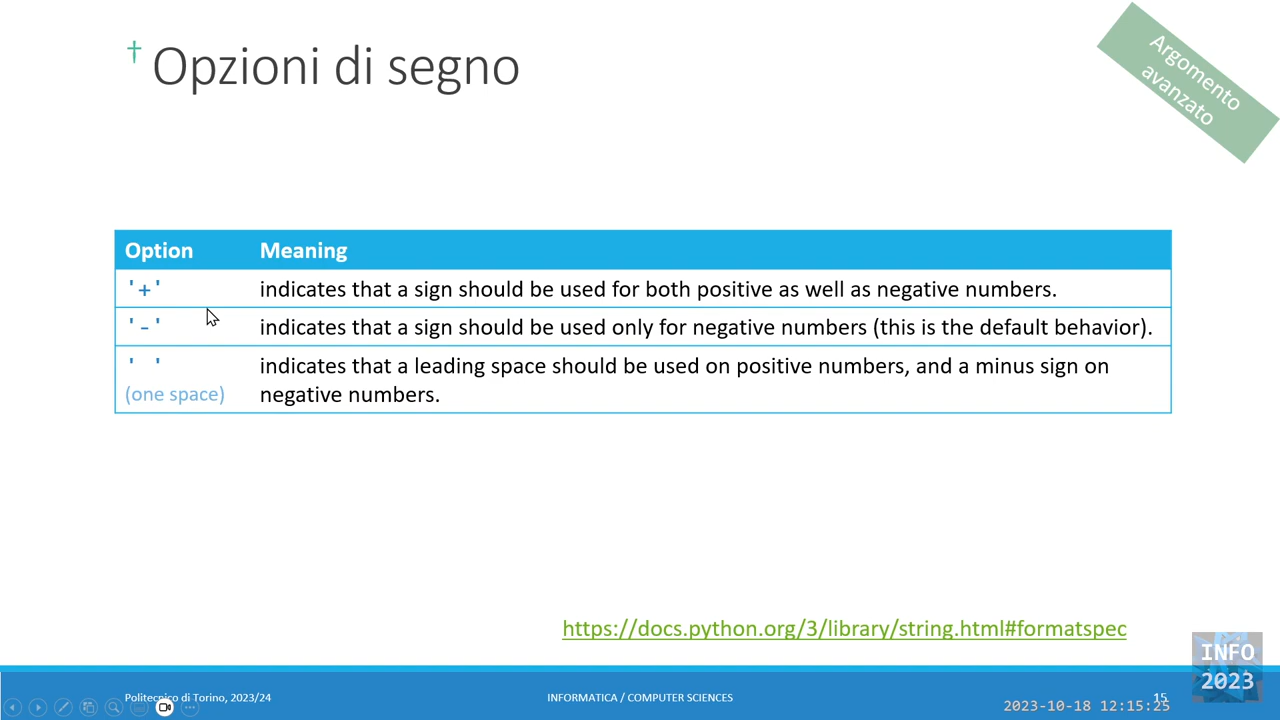 † Opzioni di segno
Argomento
avanzato
Option Meaning
'+' indicates that a sign should be used for both positive as well as negative numbers.
'-' indicates that a sign should be used only for negative numbers (this is the default behavior).
' ' indicates that a leading space should be used on positive numbers, and a minus sign on
(one space) negative numbers.
https://docs.python.org/3/library/string.html#formatspec
INFO
2023
Politecnico di Torino, 2023/24 INFORMATICA / COMPUTER SCIENCES 15
2023-10-18 12:15:25